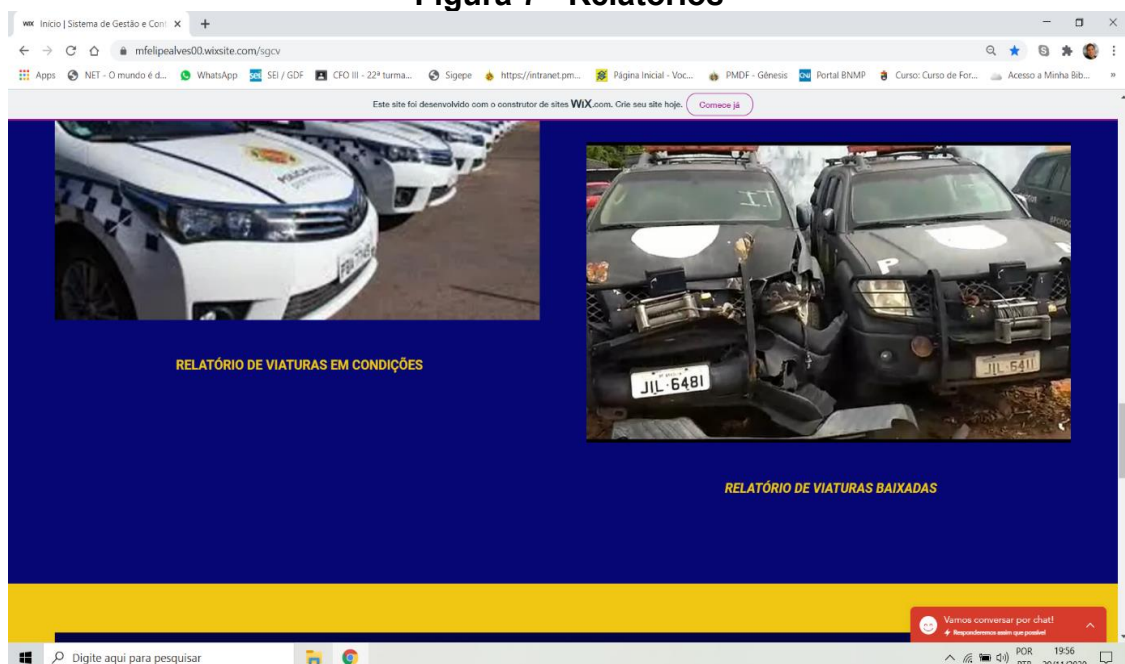 Figura 7 - Relatórios
WiX Início | Sistema de Gestão e Cont
mfelipealves00.wixsite.com/sgcv
Apps NET - O mundo é d... WhatsApp sei SEI / GDF CFO III - 22ª turma... Sigepe https://intranet.pm... Página Inicial - Voc... PMDF - Gênesis Portal BNMP Curso: Curso de For... Acesso a Minha Bib... »
Este site foi desenvolvido com o construtor de sites WiX.com. Crie seu site hoje. Comece já
JIL 6481
RELATÓRIO DE VIATURAS EM CONDIÇÕES
RELATÓRIO DE VIATURAS BAIXADAS
Vamos conversar por chat!
Responderemos assim que possível
Digite aqui para pesquisar
POR 19:56